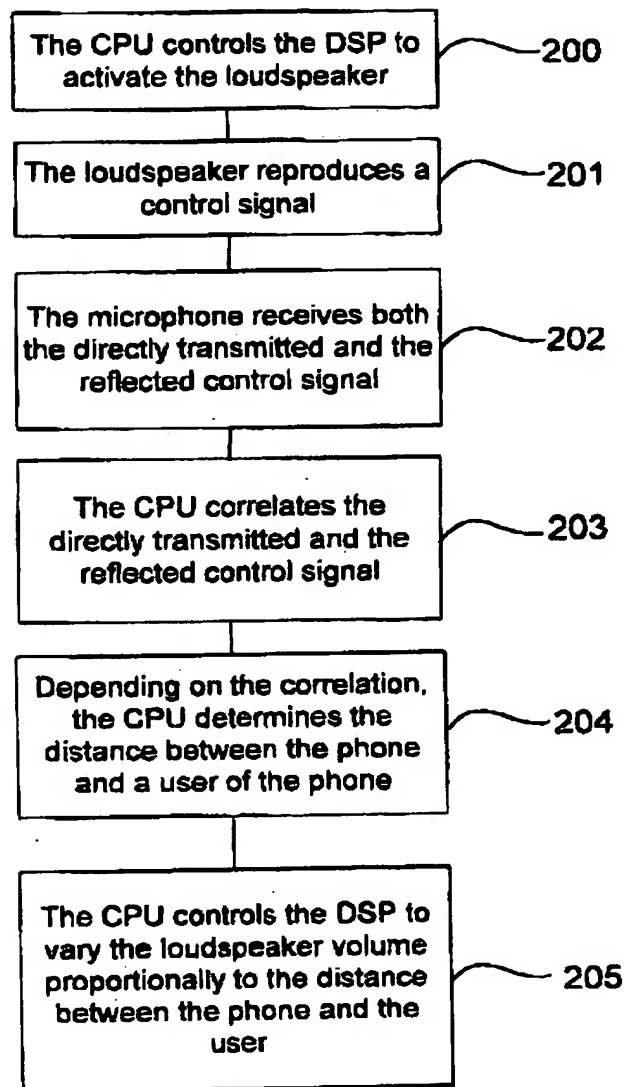 The CPU controls the DSP to
activate the loudspeaker
200
The loudspeaker reproduces a
control signal
201
The microphone receives both
the directly transmitted and the
reflected control signal
202
The CPU correlates the
directly transmitted and the
reflected control signal
203
Depending on the correlation,
the CPU determines the
distance between the phone
and a user of the phone
204
The CPU controls the DSP to
vary the loudspeaker volume
proportionally to the distance
between the phone and the
user
205